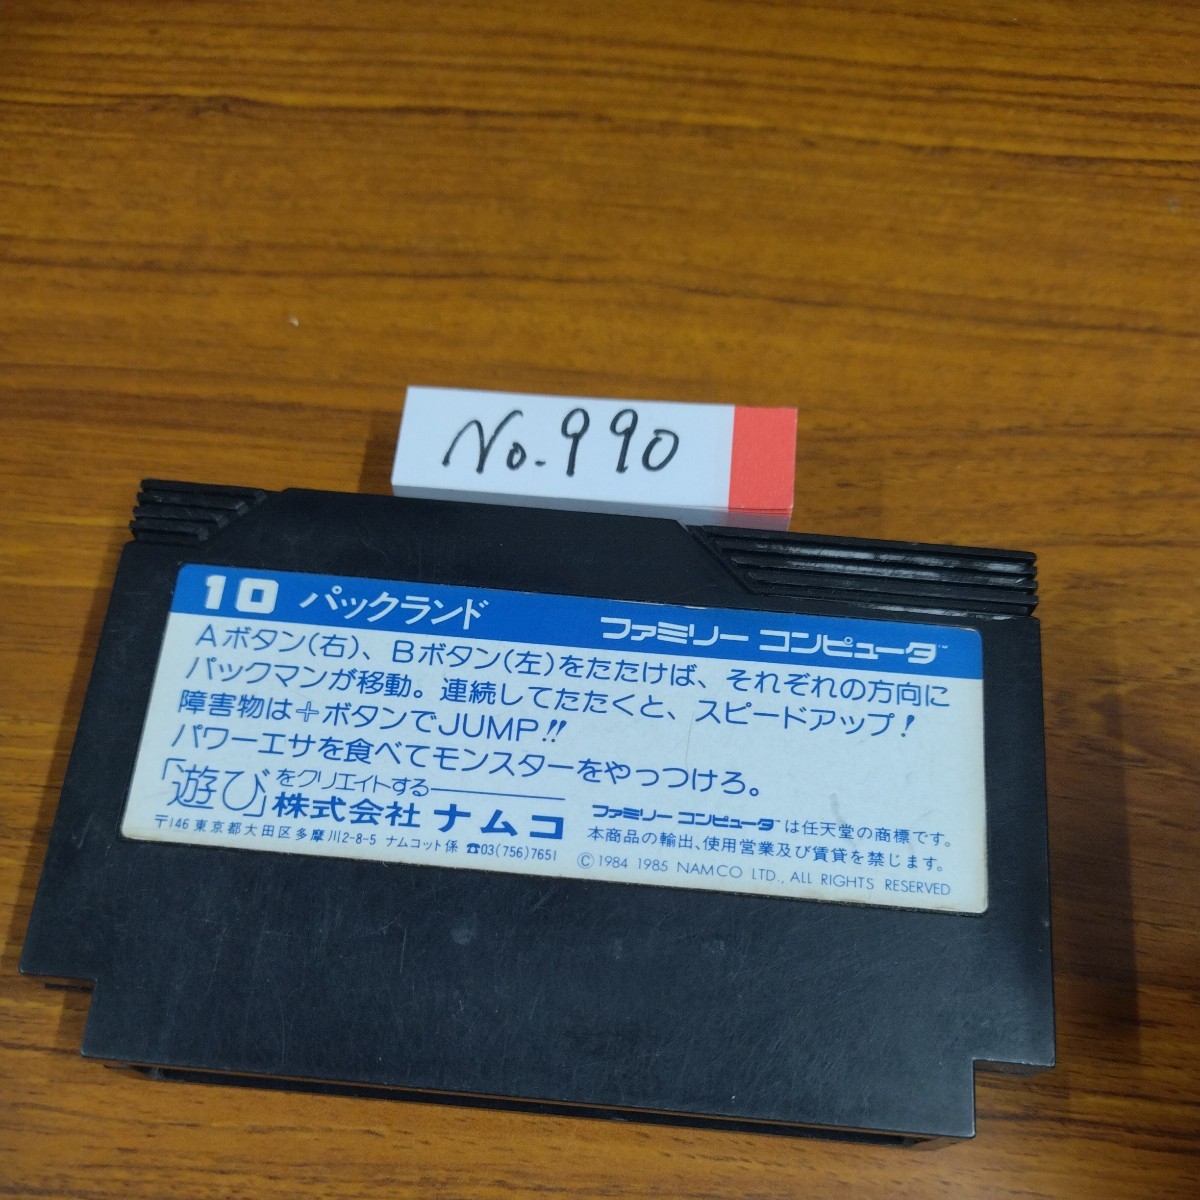 No.990
10 パックランド ファミリー コンピュータ™
Aボタン(右)、Bボタン(左)をたたけば、それぞれの方向に
パックマンが移動。連続してたたくと、スピードアップ!
障害物は+ボタンでJUMP!!
パワーエサを食べてモンスターをやっつけろ。
「遊び」をクリエイトする――
株式会社 ナムコ
〒146 東京都大田区多摩川2-8-5 ナムコット係 ☎03(756)7651
ファミリー コンピュータ™は任天堂の商標です。
本商品の輸出、使用営業及び賃貸を禁じます。
©1984 1985 NAMCO LTD., ALL RIGHTS RESERVED